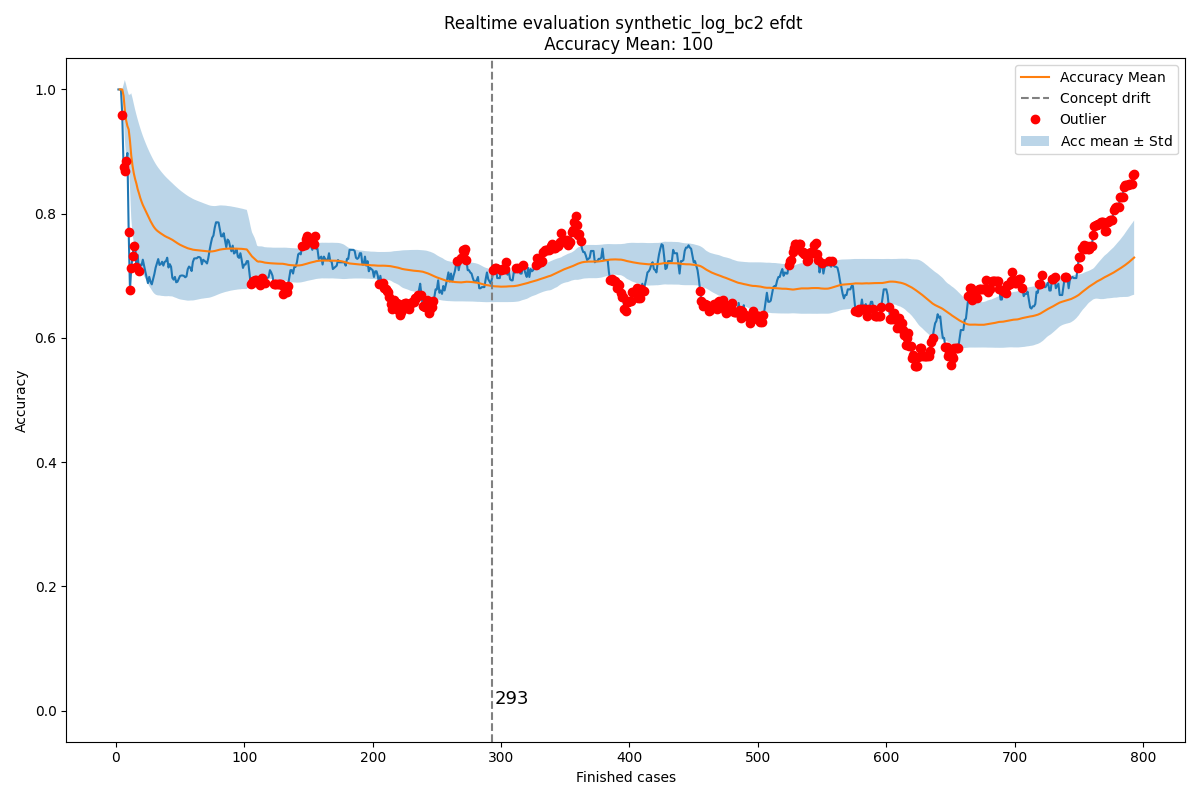 Realtime evaluation synthetic_log_bc2 efdt
Accuracy Mean: 100
Accuracy Mean
Concept drift
Outlier
Acc mean ± Std
1.0
0.8
0.6
0.4
0.2
0.0
Accuracy
293
0
100
200
300
400
500
600
700
800
Finished cases